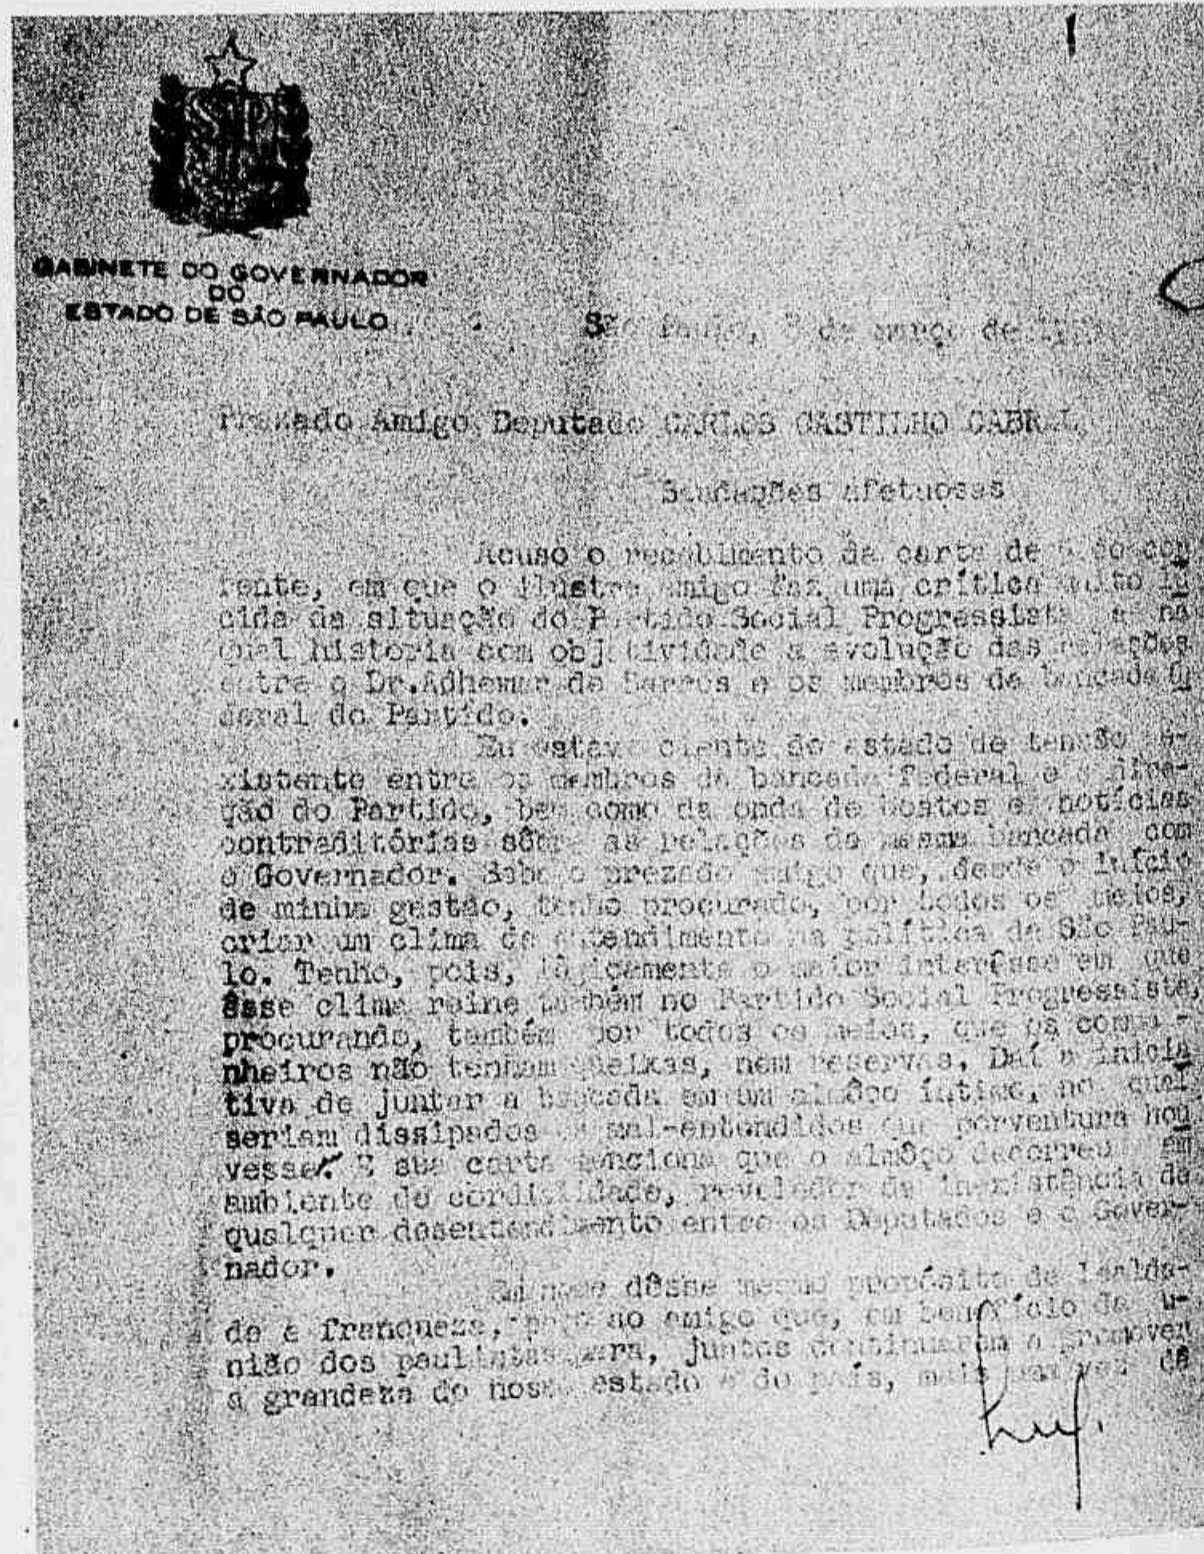 GABINETE DO GOVERNADOR
DO
ESTADO DE SÃO PAULO
São Paulo, de março de
Prezado Amigo Deputado CARLOS CASTILHO CABRAL
Saudações afetuosas
Acuso o recebimento da carta de do cor
rente, em que o ilustre amigo faz uma crítica muito lú
cida da situação do Partido Social Progressista e na
qual historia com objetividade a evolução das relações
entre o Dr.Adhemar de Barros e os membros da bancada fe
deral do Partido.
Eu estava ciente do estado de tensão e-
xistente entre os membros da bancada federal e a dire-
ção do Partido, bem como da onda de boatos e notícias
contraditórias sôbre as relações da mesma bancada com
o Governador. Sabe o prezado amigo que, desde o início
de minha gestão, tenho procurado, por todos os meios,
criar um clima de entendimento na política de São Pau-
lo. Tenho, pois, lògicamente o maior interêsse em que
êsse clima reine também no Partido Social Progressista,
procurando, também por todos os meios, que os compa-
nheiros não tenham queixas, nem reservas. Daí a inicia
tiva de juntar a bancada em um almôço íntimo, no qual
seriam dissipados os mal-entendidos que porventura hou
vesse. E sua carta menciona que o almôço decorreu em
ambiente de cordialidade, revelador da inexistência de
qualquer desentendimento entre os Deputados e o Gover-
nador.
Em nome dêsse mesmo propósito de lealda-
de e franqueza, peço ao amigo que, em benefício da u-
nião dos paulistas para, juntos continuarem a promover
a grandeza do nosso estado e do país, mais uma vez dê